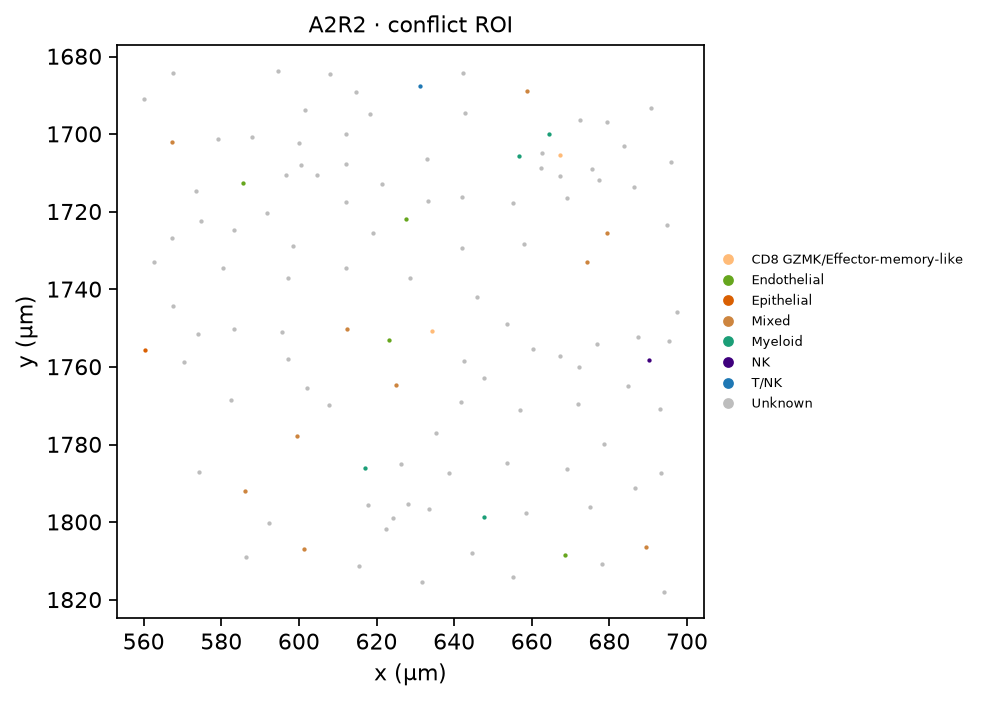 A2R2 · conflict ROI
1680
1700
1720
1740
1760
1780
1800
1820
y (μm)
560 580 600 620 640 660 680 700
x (μm)
CD8 GZMK/Effector-memory-like
Endothelial
Epithelial
Mixed
Myeloid
NK
T/NK
Unknown